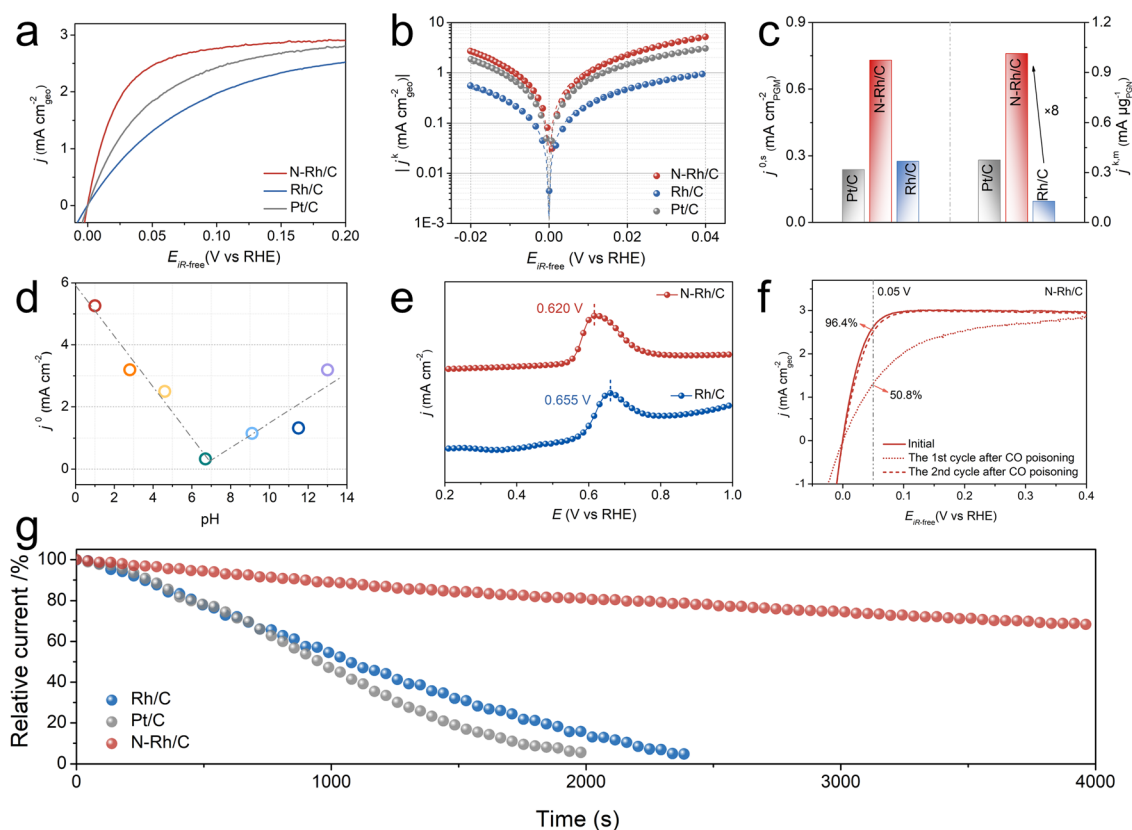 a
j (mA cm⁻²geo)
3
2
1
0
N-Rh/C
Rh/C
Pt/C
0.00 0.05 0.10 0.15 0.20
E iR-free (V vs RHE)
b
|j k (mA cm⁻²geo)|
10
1
0.1
0.01
1E-3
N-Rh/C
Rh/C
Pt/C
-0.02 0.00 0.02 0.04
E iR-free (V vs RHE)
c
j 0,s (mA cm⁻²PGM)
0.9
0.6
0.3
0.0
Pt/C
N-Rh/C
Rh/C
Pt/C
N-Rh/C
Rh/C
×8
1.2
0.9
0.6
0.3
0.0
j k,m (mA μg⁻¹PGN)
d
j 0 (mA cm⁻²)
6
4
2
0
0 2 4 6 8 10 12 14
pH
e
j (mA cm⁻²)
0.620 V
N-Rh/C
0.655 V
Rh/C
0.2 0.4 0.6 0.8 1.0
E (V vs RHE)
f
j (mA cm⁻²geo)
4
3
2
1
0
-1
0.05 V
N-Rh/C
96.4%
50.8%
Initial
The 1st cycle after CO poisoning
The 2nd cycle after CO poisoning
0.0 0.1 0.2 0.3 0.4
E iR-free (V vs RHE)
g
Relative current /%
100
80
60
40
20
0
Rh/C
Pt/C
N-Rh/C
0 1000 2000 3000 4000
Time (s)